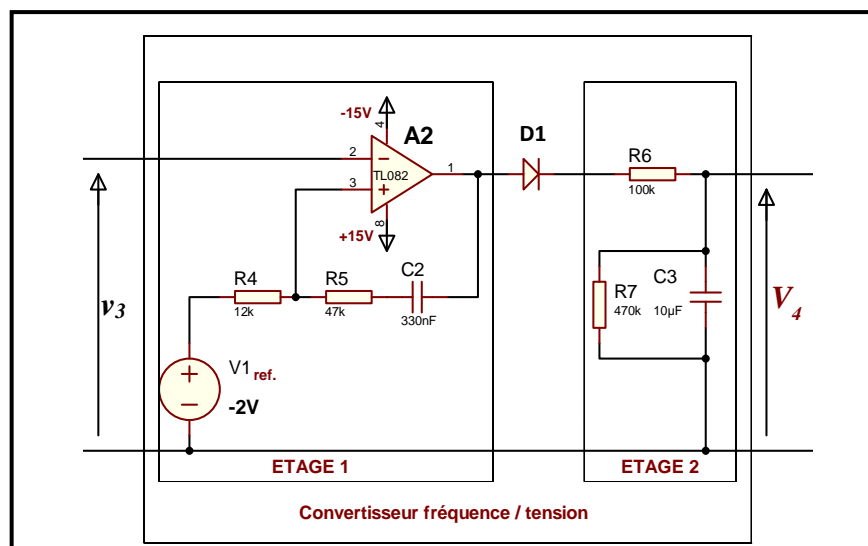 -15V
4
A2
D1
2
TL082
1
3
8
+15V
R6
100k
R4
12k
R5
47k
C2
330nF
R7
470k
C3
10µF
v3
V4
V1ref.
-2V
ETAGE 1
ETAGE 2
Convertisseur fréquence / tension